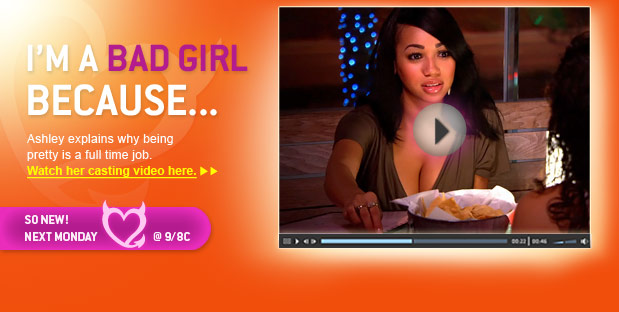 I'M A BAD GIRL
BECAUSE...
Ashley explains why being
pretty is a full time job.
Watch her casting video here.
SO NEW!
NEXT MONDAY @ 9/8C
00:23 00:46